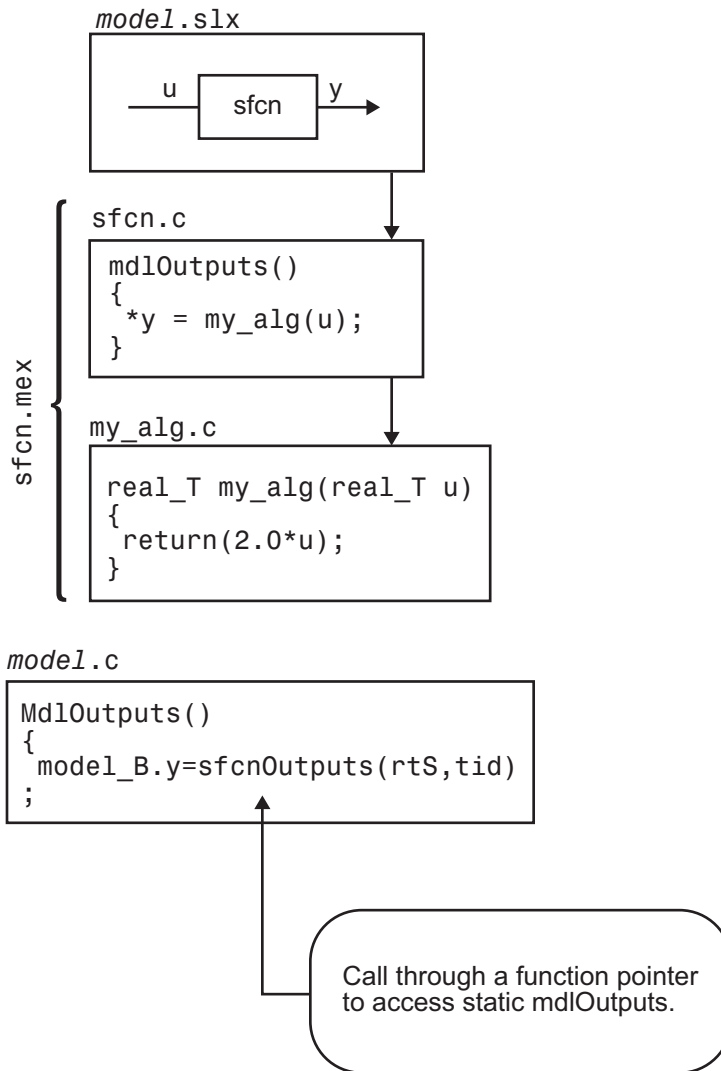 model.slx
u
sfcn
y
sfcn.mex
sfcn.c
mdlOutputs()
{
*y = my_alg(u);
}
my_alg.c
real_T my_alg(real_T u)
{
return(2.0*u);
}
model.c
MdlOutputs()
{
model_B.y=sfcnOutputs(rtS,tid)
;
Call through a function pointer
to access static mdlOutputs.